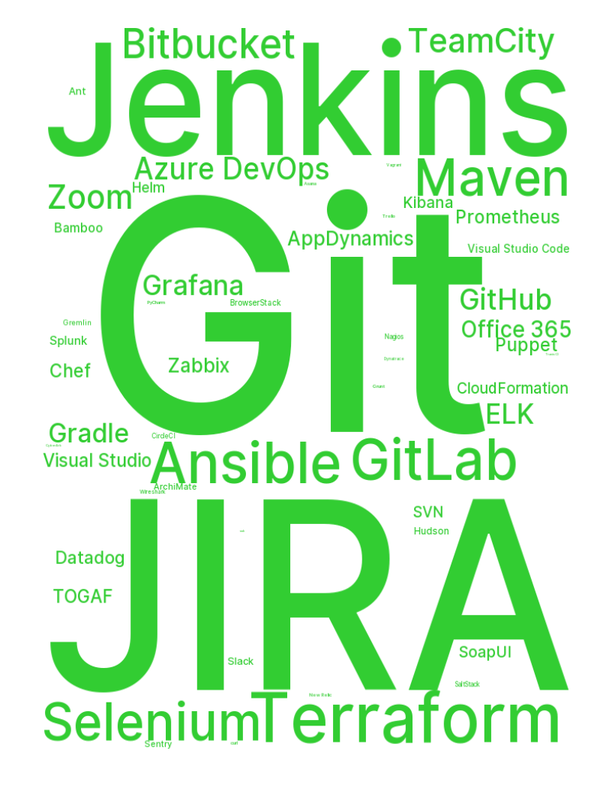 Bitbucket
TeamCity
Jenkins
Ant
Azure DevOps
Maven
Zoom
Helm
Kibana
Prometheus
Bamboo
AppDynamics
Visual Studio Code
Git
Grafana
GitHub
PyCharm
BrowserStack
Gremlin
Office 365
Splunk
Nagios
Puppet
Zabbix
Chef
CloudFormation
ELK
Gradle
CircleCI
Ansible
GitLab
Visual Studio
ArchiMate
Wireshark
JIRA
SVN
Hudson
Datadog
TOGAF
SoapUI
Slack
SaltStack
Selenium
Terraform
Sentry